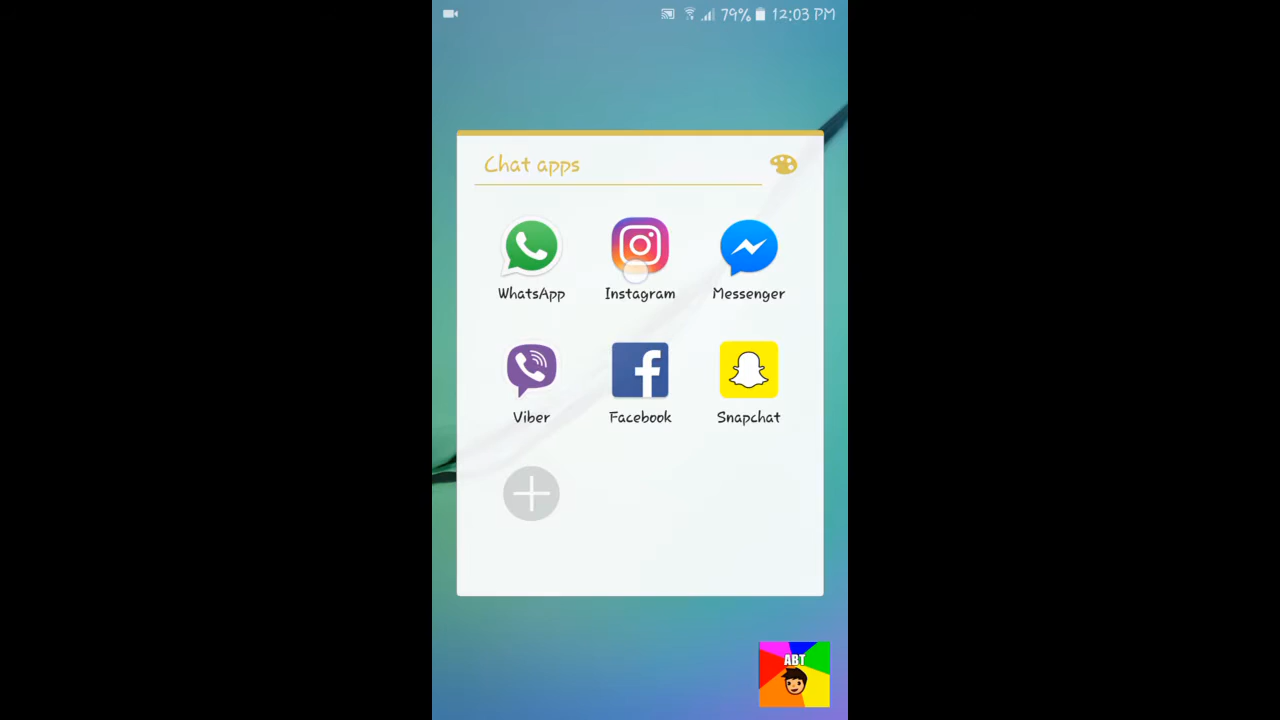 79% 12:03 PM
Chat apps
WhatsApp Instagram Messenger
Viber Facebook Snapchat
ABT